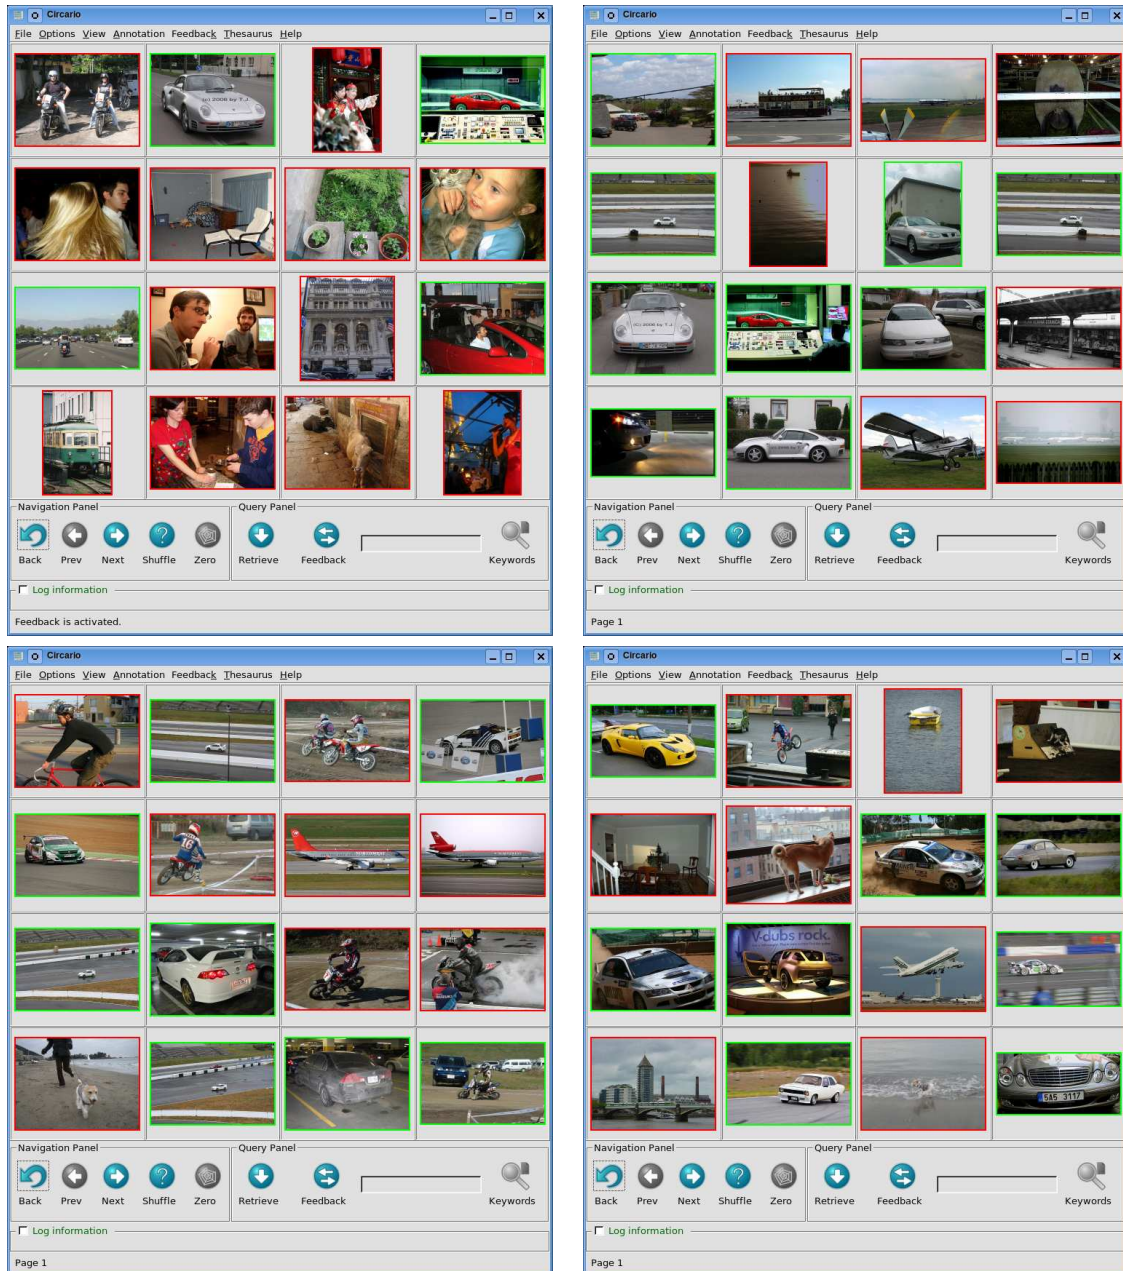 Circario
File Options View Annotation Feedback Thesaurus Help
(c) 2006 by T.J.
Navigation Panel
Query Panel
Back Prev Next Shuffle Zero Retrieve Feedback Keywords
Log information
Feedback is activated.
Circario
File Options View Annotation Feedback Thesaurus Help
Navigation Panel
Query Panel
Back Prev Next Shuffle Zero Retrieve Feedback Keywords
Log information
Page 1
Circario
File Options View Annotation Feedback Thesaurus Help
16
Navigation Panel
Query Panel
Back Prev Next Shuffle Zero Retrieve Feedback Keywords
Log information
Page 1
Circario
File Options View Annotation Feedback Thesaurus Help
V-dubs rock.
5A5 3117
Navigation Panel
Query Panel
Back Prev Next Shuffle Zero Retrieve Feedback Keywords
Log information
Page 1